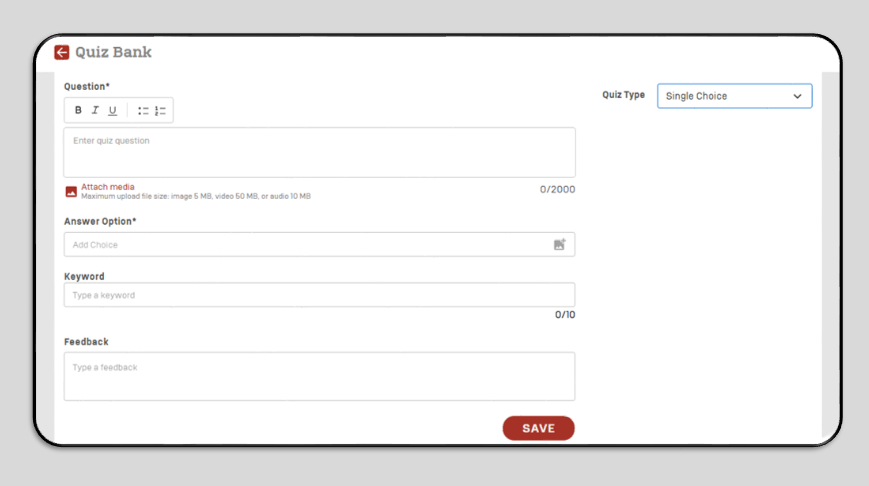 Quiz Bank
Question*
B I U
Enter quiz question
Attach media
Maximum upload file size: image 5 MB, video 50 MB, or audio 10 MB
0/2000
Answer Option*
Add Choice
Keyword
Type a keyword
0/10
Feedback
Type a feedback
SAVE
Quiz Type
Single Choice